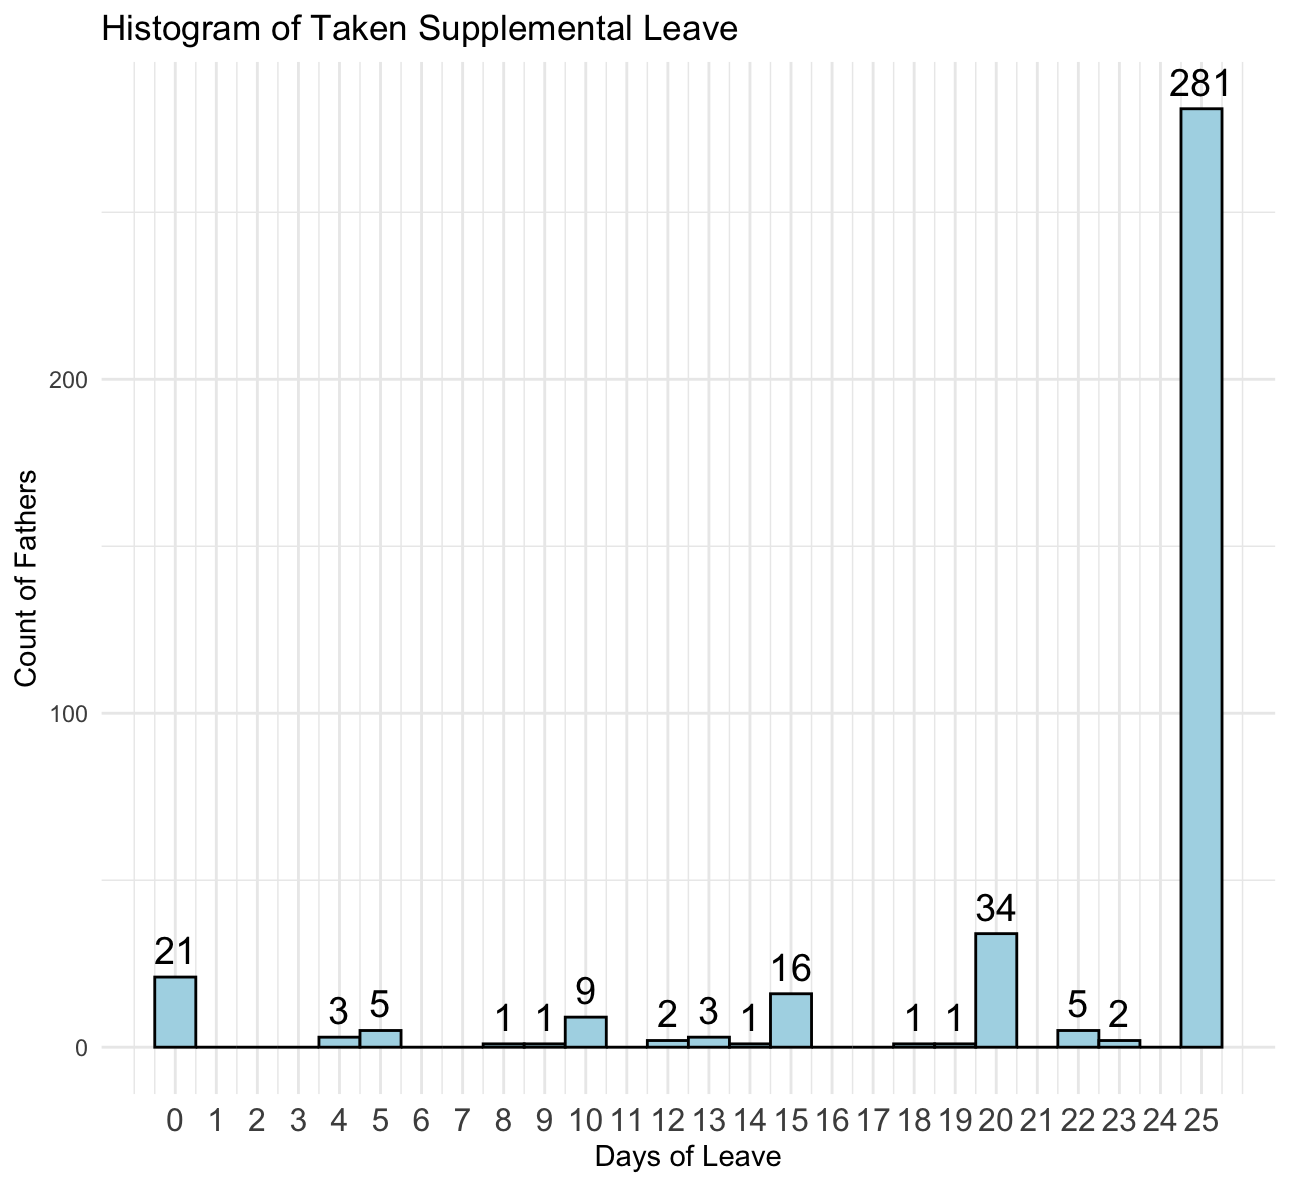 Histogram of Taken Supplemental Leave
281
200
Count of Fathers
100
34
21
16
9
3 5 1 1 2 3 1 1 1 5 2
0
0 1 2 3 4 5 6 7 8 9 10 11 12 13 14 15 16 17 18 19 20 21 22 23 24 25
Days of Leave